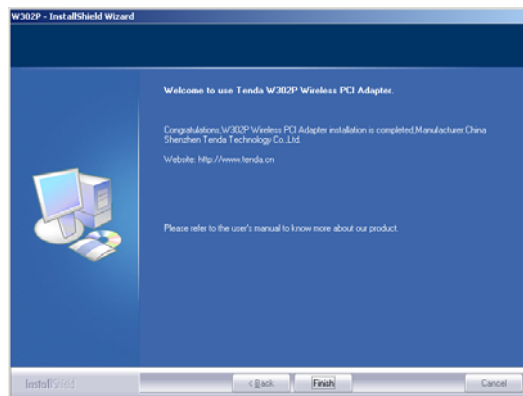 W302P - InstallShield Wizard
Welcome to use Tenda W302P Wireless PCI Adapter.
Congratulations,W302P Wireless PCI Adapter installation is completed,Manufacturer:China
Shenzhen Tenda Technology Co.,Ltd.
Website: http://www.tenda.cn
Please refer to the user's manual to know more about our product.
InstallShield
< Back
Finish
Cancel